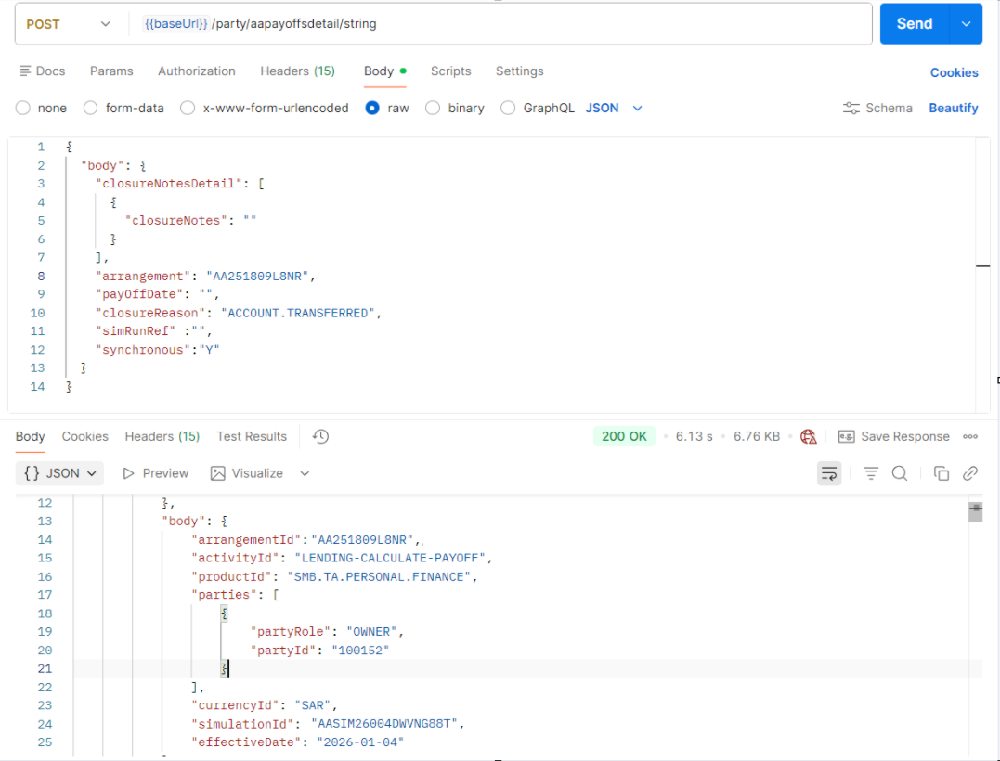 POST {{baseUrl}} /party/aapayoffsdetail/string Send
Docs Params Authorization Headers (15) Body Scripts Settings Cookies
none form-data x-www-form-urlencoded raw binary GraphQL JSON Schema Beautify
1 {
2 "body": {
3 "closureNotesDetail": [
4 {
5 "closureNotes": ""
6 }
7 ],
8 "arrangement": "AA251809L8NR",
9 "payOffDate": "",
10 "closureReason": "ACCOUNT.TRANSFERRED",
11 "simRunRef" :"",
12 "synchronous":"Y"
13 }
14 }
Body Cookies Headers (15) Test Results 200 OK • 6.13 s • 6.76 KB • e.g. Save Response
{} JSON Preview Visualize
12 },
13 "body": {
14 "arrangementId":"AA251809L8NR",
15 "activityId": "LENDING-CALCULATE-PAYOFF",
16 "productId": "SMB.TA.PERSONAL.FINANCE",
17 "parties": [
18 {
19 "partyRole": "OWNER",
20 "partyId": "100152"
21 }
22 ],
23 "currencyId": "SAR",
24 "simulationId": "AASIM26004DWVNG88T",
25 "effectiveDate": "2026-01-04"